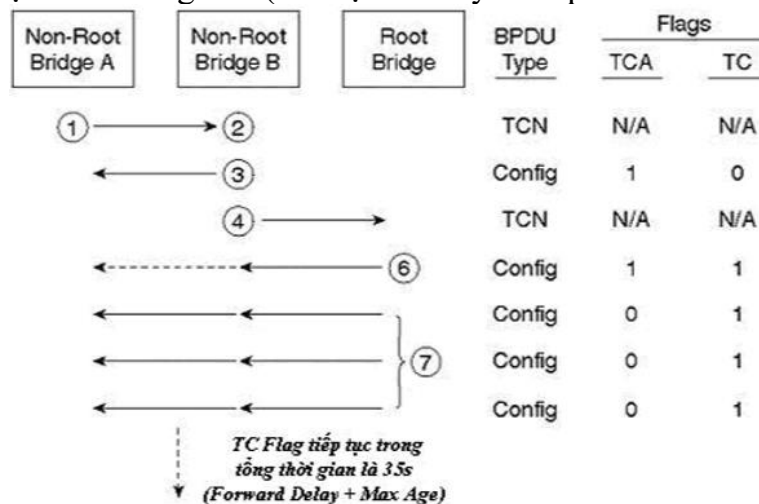 Non-Root Bridge A
Non-Root Bridge B
Root Bridge
BPDU Type
Flags
TCA TC
1 2 TCN N/A N/A
3 Config 1 0
4 TCN N/A N/A
6 Config 1 1
Config 0 1
7 Config 0 1
Config 0 1
TC Flag tiếp tục trong
tổng thời gian là 35s
(Forward Delay + Max Age)